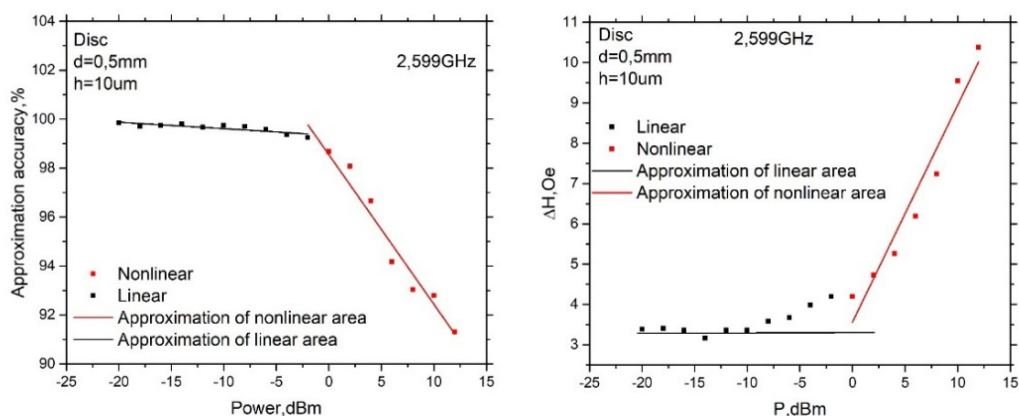 Disc
d=0,5mm
h=10um
2,599GHz
Approximation accuracy,%
104
102
100
98
96
94
92
90
Nonlinear
Linear
Approximation of nonlinear area
Approximation of linear area
-25 -20 -15 -10 -5 0 5 10 15
Power,dBm
Disc
d=0,5mm
h=10um
2,599GHz
ΔH,Oe
11
10
9
8
7
6
5
4
3
Linear
Nonlinear
Approximation of linear area
Approximation of nonlinear area
-25 -20 -15 -10 -5 0 5 10 15
P,dBm